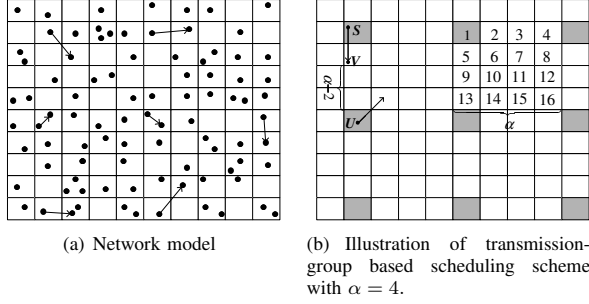 S
1 2 3 4
V
5 6 7 8
α-2
9 10 11 12
13 14 15 16
U
α
(a) Network model
(b) Illustration of transmission-
group based scheduling scheme
with α = 4.